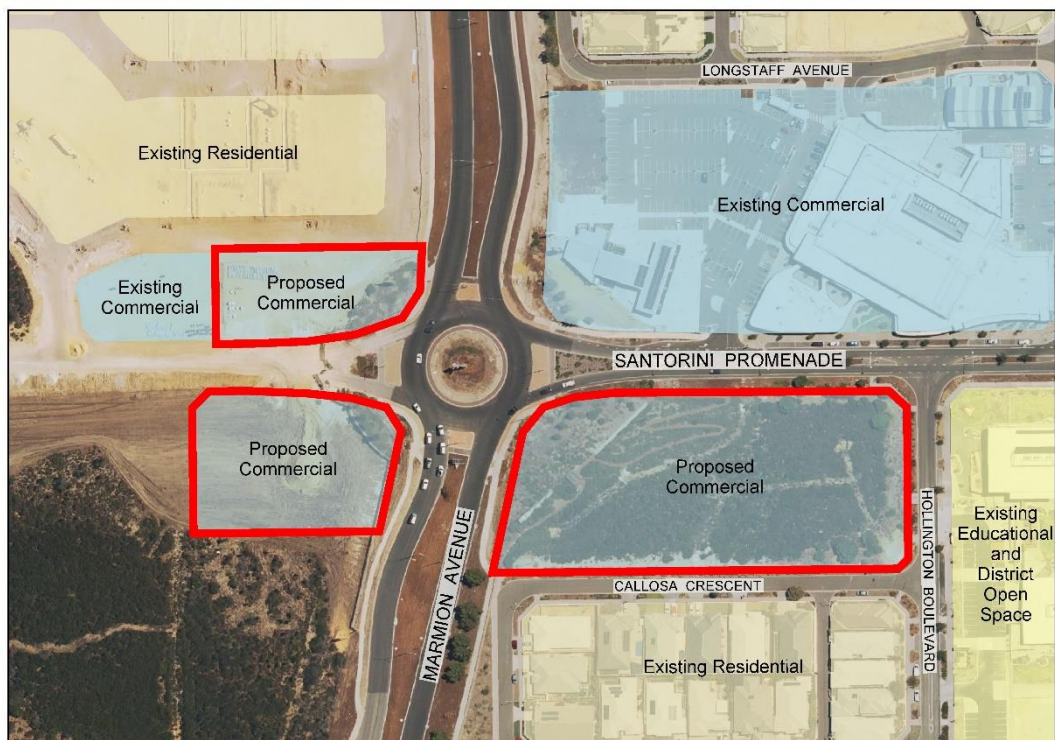 LONGSTAFF AVENUE
Existing Residential
Existing Commercial
Existing
Commercial
Proposed
Commercial
SANTORINI PROMENADE
Proposed
Commercial
Proposed
Commercial
MARMION AVENUE
HOLLINGTON BOULEVARD
Existing
Educational
and
District
Open
Space
CALLOSA CRESCENT
Existing Residential